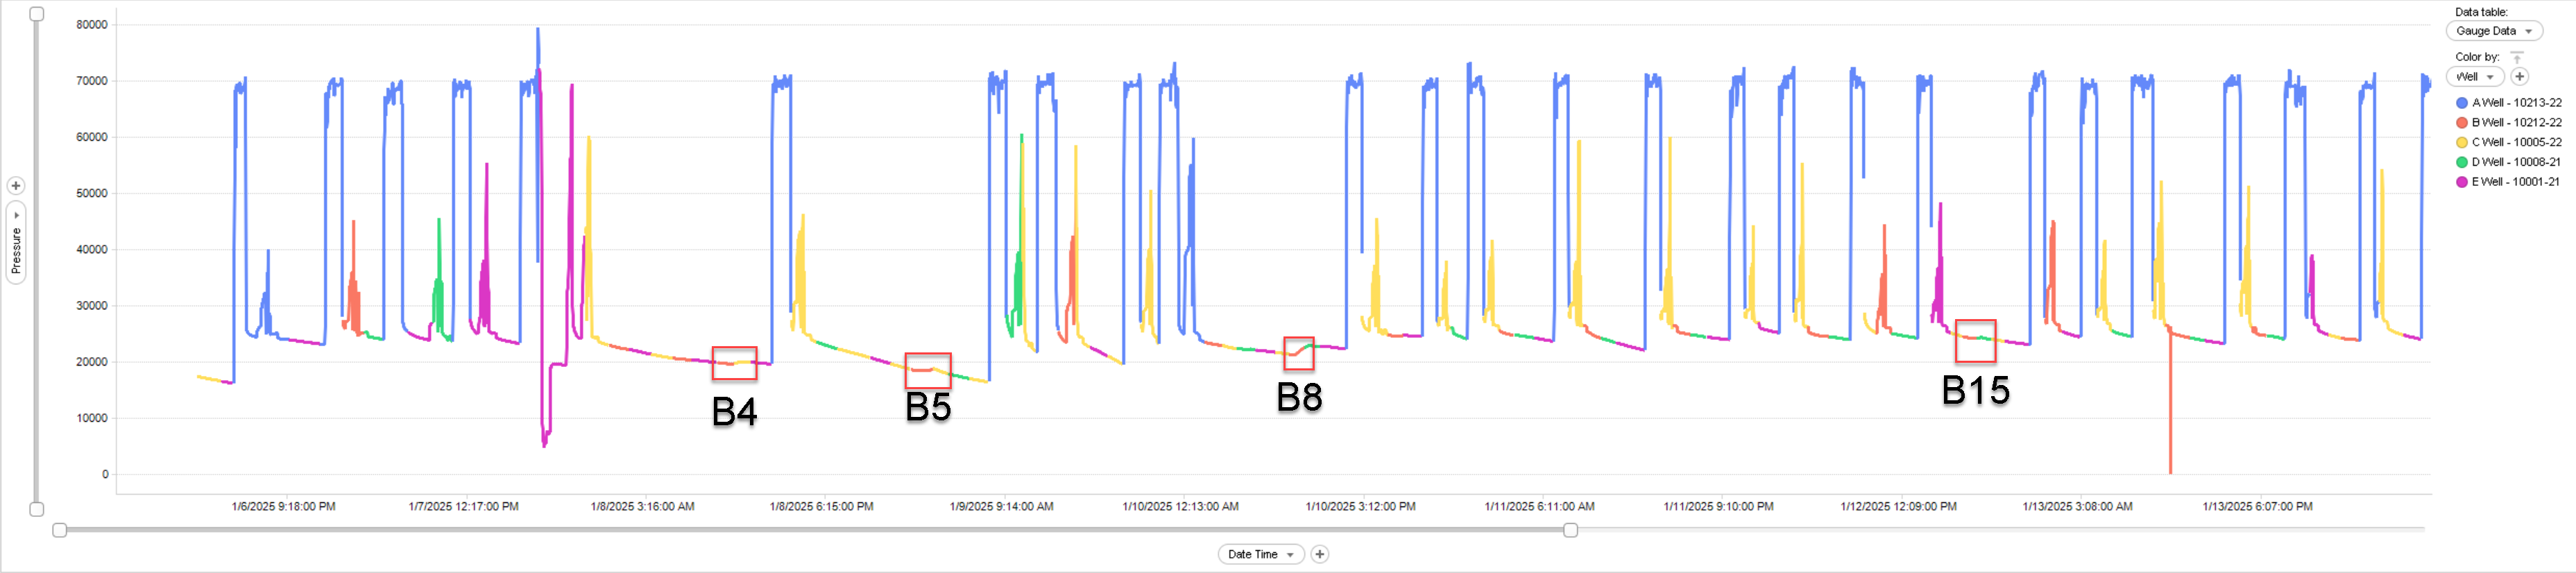 80000
70000
60000
50000
40000
30000
20000
10000
0
Pressure
B4
B5
B8
B15
1/6/2025 9:18:00 PM
1/7/2025 12:17:00 PM
1/8/2025 3:16:00 AM
1/8/2025 6:15:00 PM
1/9/2025 9:14:00 AM
1/10/2025 12:13:00 AM
1/10/2025 3:12:00 PM
1/11/2025 6:11:00 AM
1/11/2025 9:10:00 PM
1/12/2025 12:09:00 PM
1/13/2025 3:08:00 AM
1/13/2025 6:07:00 PM
Date Time
Data table:
Gauge Data
Color by:
Well
A Well - 10213-22
B Well - 10212-22
C Well - 10005-22
D Well - 10008-21
E Well - 10001-21